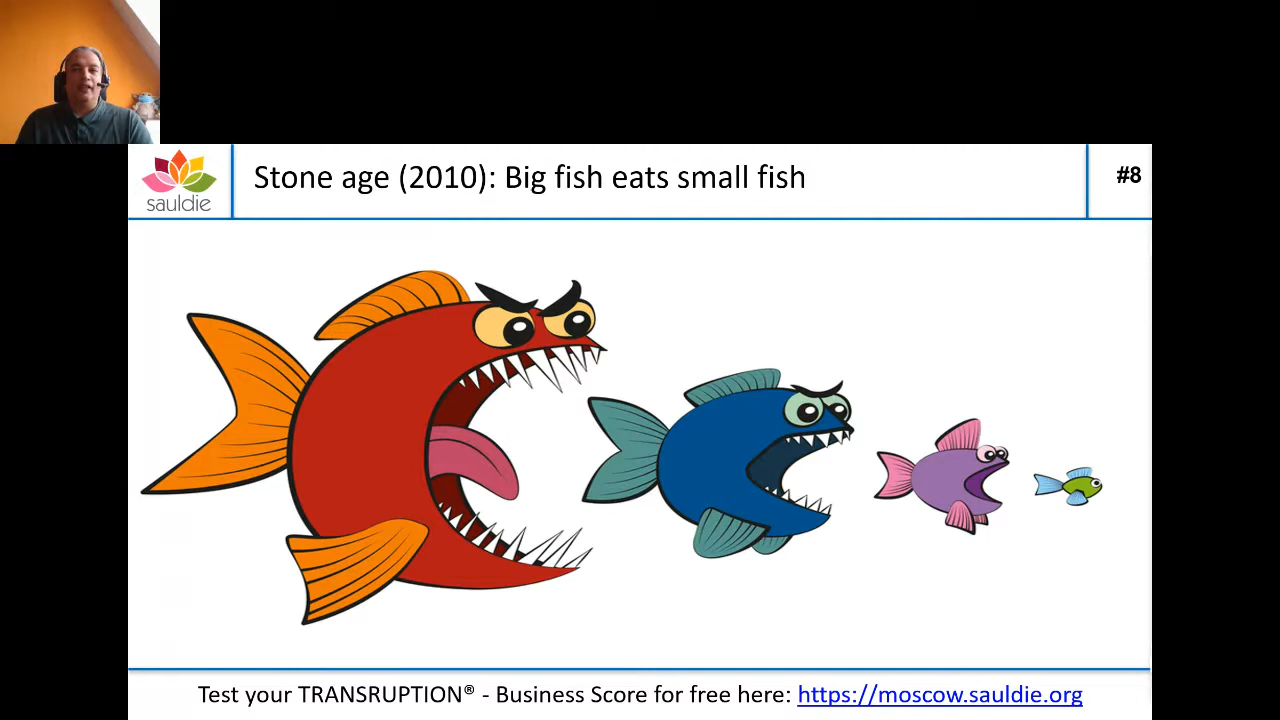 sauldie
Stone age (2010): Big fish eats small fish
#8
Test your TRANSRUPTION® - Business Score for free here: https://moscow.sauldie.org